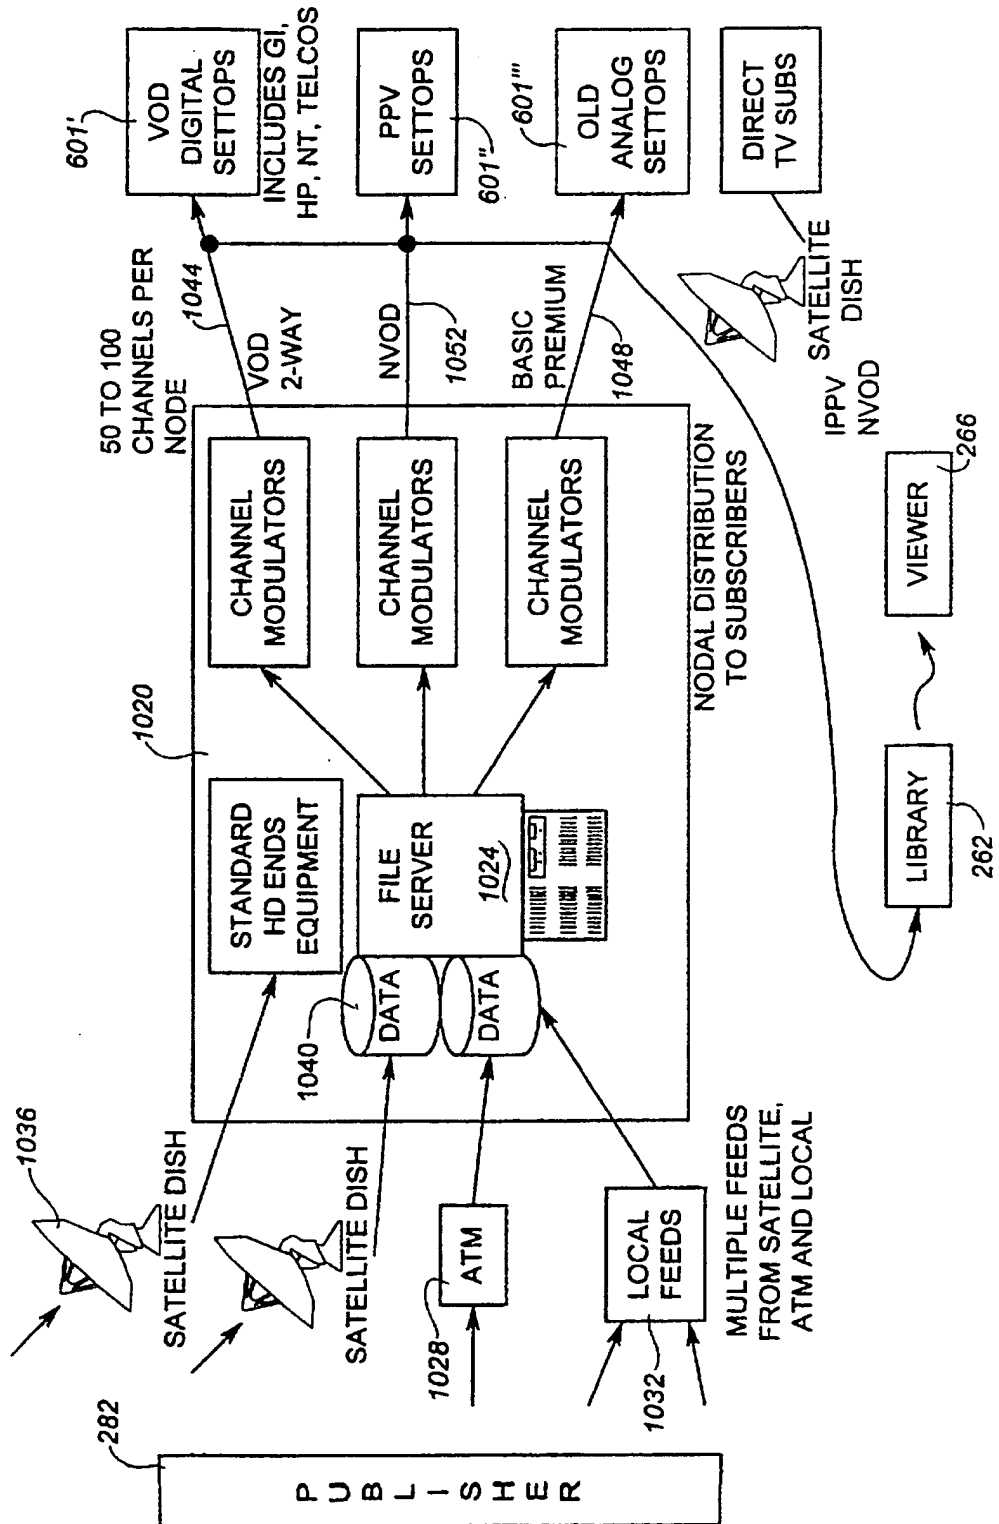 282
PUBLISHER
1036
SATELLITE DISH
SATELLITE DISH
1028
ATM
1032
LOCAL
FEEDS
MULTIPLE FEEDS
FROM SATELLITE,
ATM AND LOCAL
1020
STANDARD
HD ENDS
EQUIPMENT
1040
DATA
DATA
FILE
SERVER
1024
CHANNEL
MODULATORS
CHANNEL
MODULATORS
CHANNEL
MODULATORS
NODAL DISTRIBUTION
TO SUBSCRIBERS
50 TO 100
CHANNELS PER
NODE
1044
VOD
2-WAY
NVOD
1052
BASIC
PREMIUM
1048
601'
VOD
DIGITAL
SETTOPS
INCLUDES GI,
HP, NT, TELCOS
PPV
SETTOPS
601"
601'''
OLD
ANALOG
SETTOPS
DIRECT
TV SUBS
SATELLITE
DISH
IPPV
NVOD
LIBRARY
262
VIEWER
266